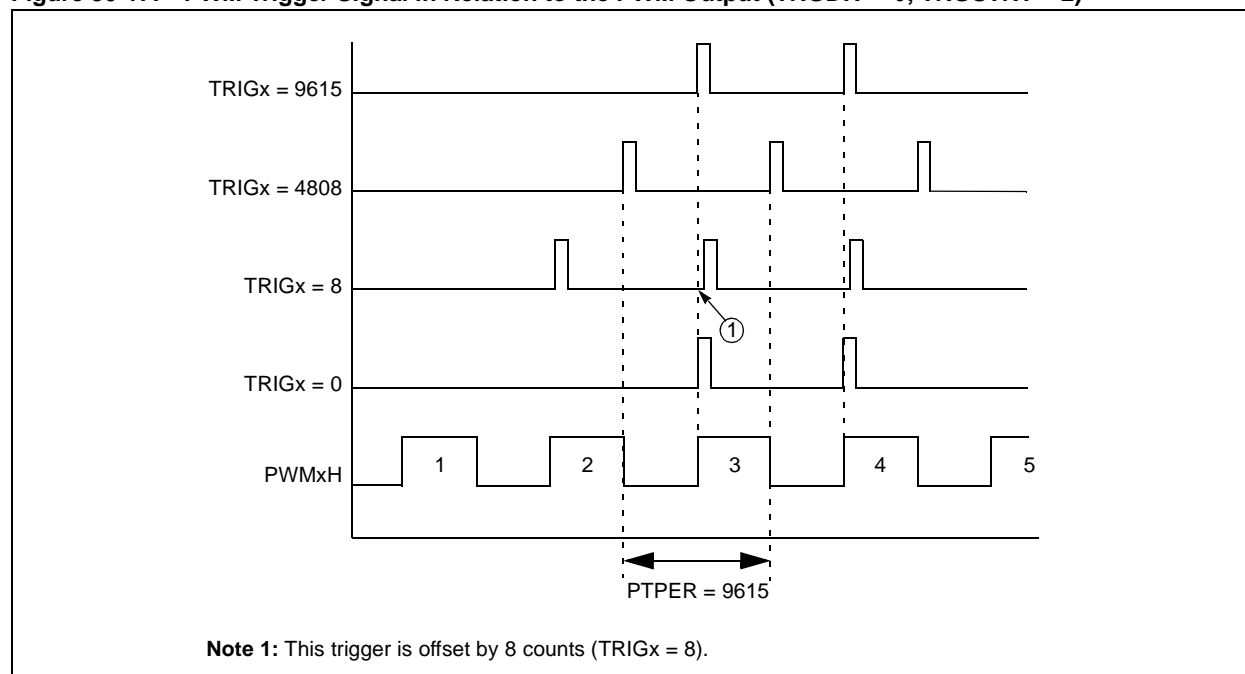 TRIGx = 9615
TRIGx = 4808
TRIGx = 8
1
TRIGx = 0
PWMxH
1
2
3
4
5
PTPER = 9615
Note 1: This trigger is offset by 8 counts (TRIGx = 8).